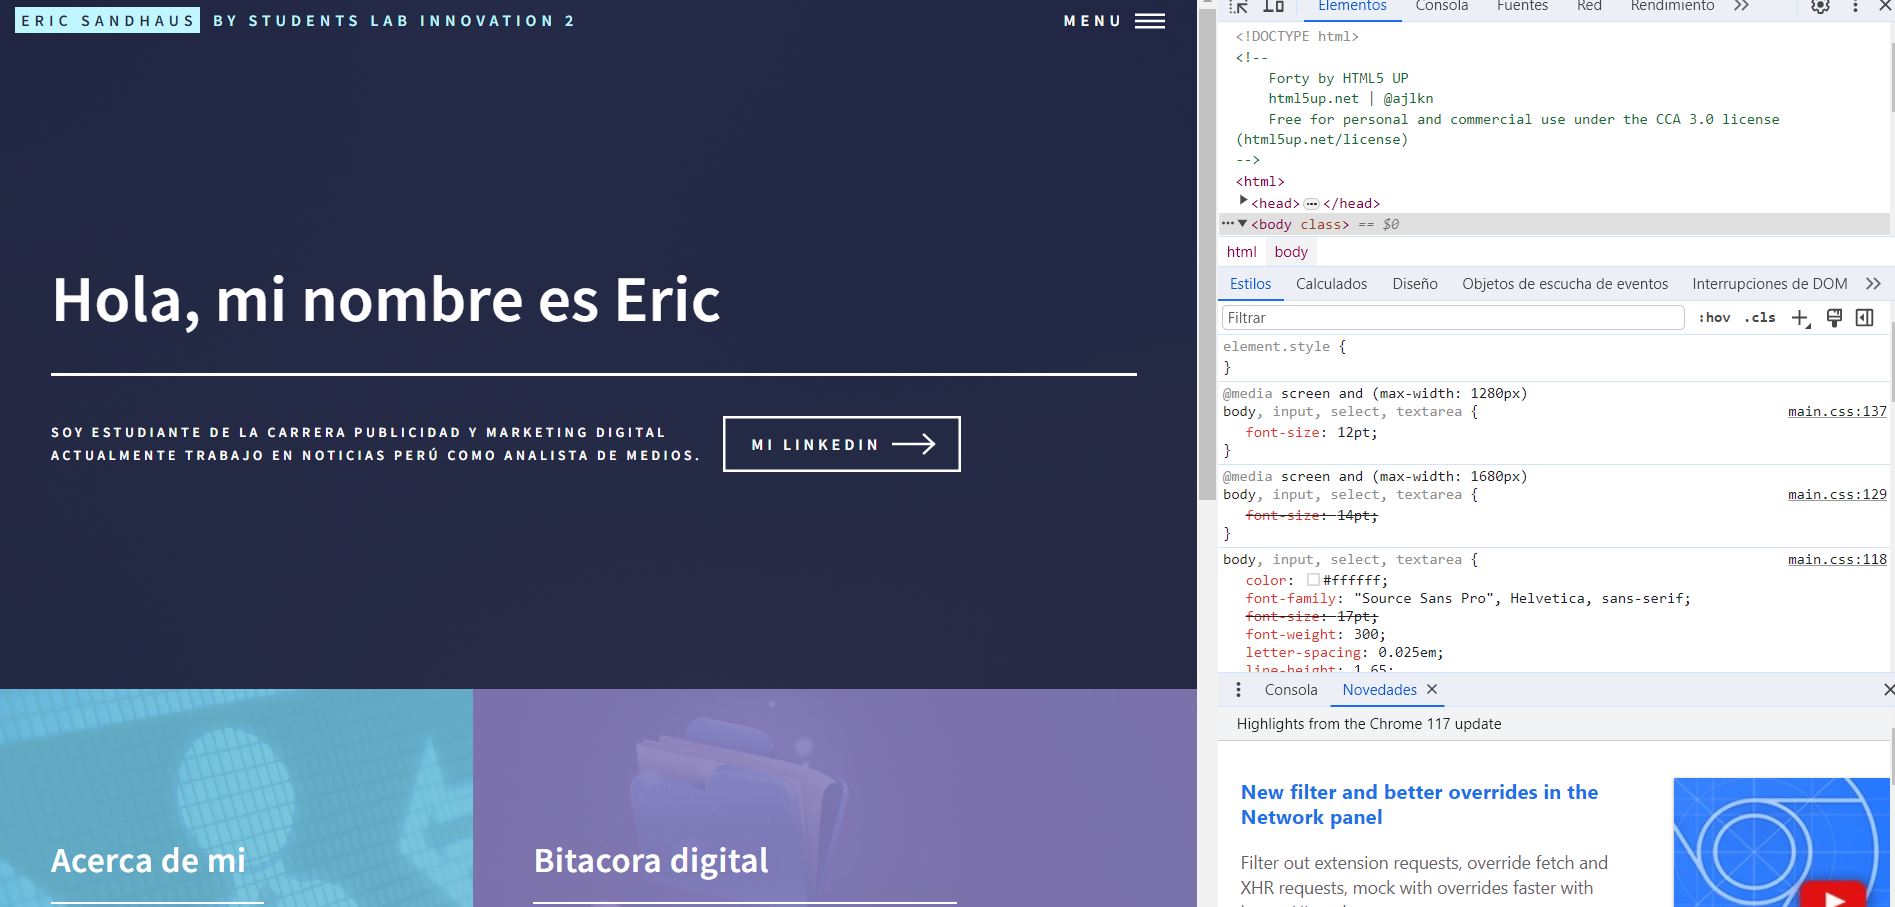 ERIC SANDHAUS BY STUDENTS LAB INNOVATION 2
MENU
Hola, mi nombre es Eric
SOY ESTUDIANTE DE LA CARRERA PUBLICIDAD Y MARKETING DIGITAL
ACTUALMENTE TRABAJO EN NOTICIAS PERÚ COMO ANALISTA DE MEDIOS.
MI LINKEDIN
Acerca de mi
Bitacora digital
Elementos Consola Fuentes Red Rendimiento
<!DOCTYPE html>
<!--
Forty by HTML5 UP
html5up.net | @ajlkn
Free for personal and commercial use under the CCA 3.0 license
(html5up.net/license)
-->
<html>
<head> ⋯ </head>
⋯ <body class> == $0
html body
Estilos Calculados Diseño Objetos de escucha de eventos Interrupciones de DOM
Filtrar :hov .cls
element.style {
}
@media screen and (max-width: 1280px)
body, input, select, textarea { main.css:137
font-size: 12pt;
}
@media screen and (max-width: 1680px)
body, input, select, textarea { main.css:129
font-size: 14pt;
}
body, input, select, textarea { main.css:118
color: #ffffff;
font-family: "Source Sans Pro", Helvetica, sans-serif;
font-size: 17pt;
font-weight: 300;
letter-spacing: 0.025em;
line-height: 1.65;
Consola Novedades
Highlights from the Chrome 117 update
New filter and better overrides in the
Network panel
Filter out extension requests, override fetch and
XHR requests, mock with overrides faster with